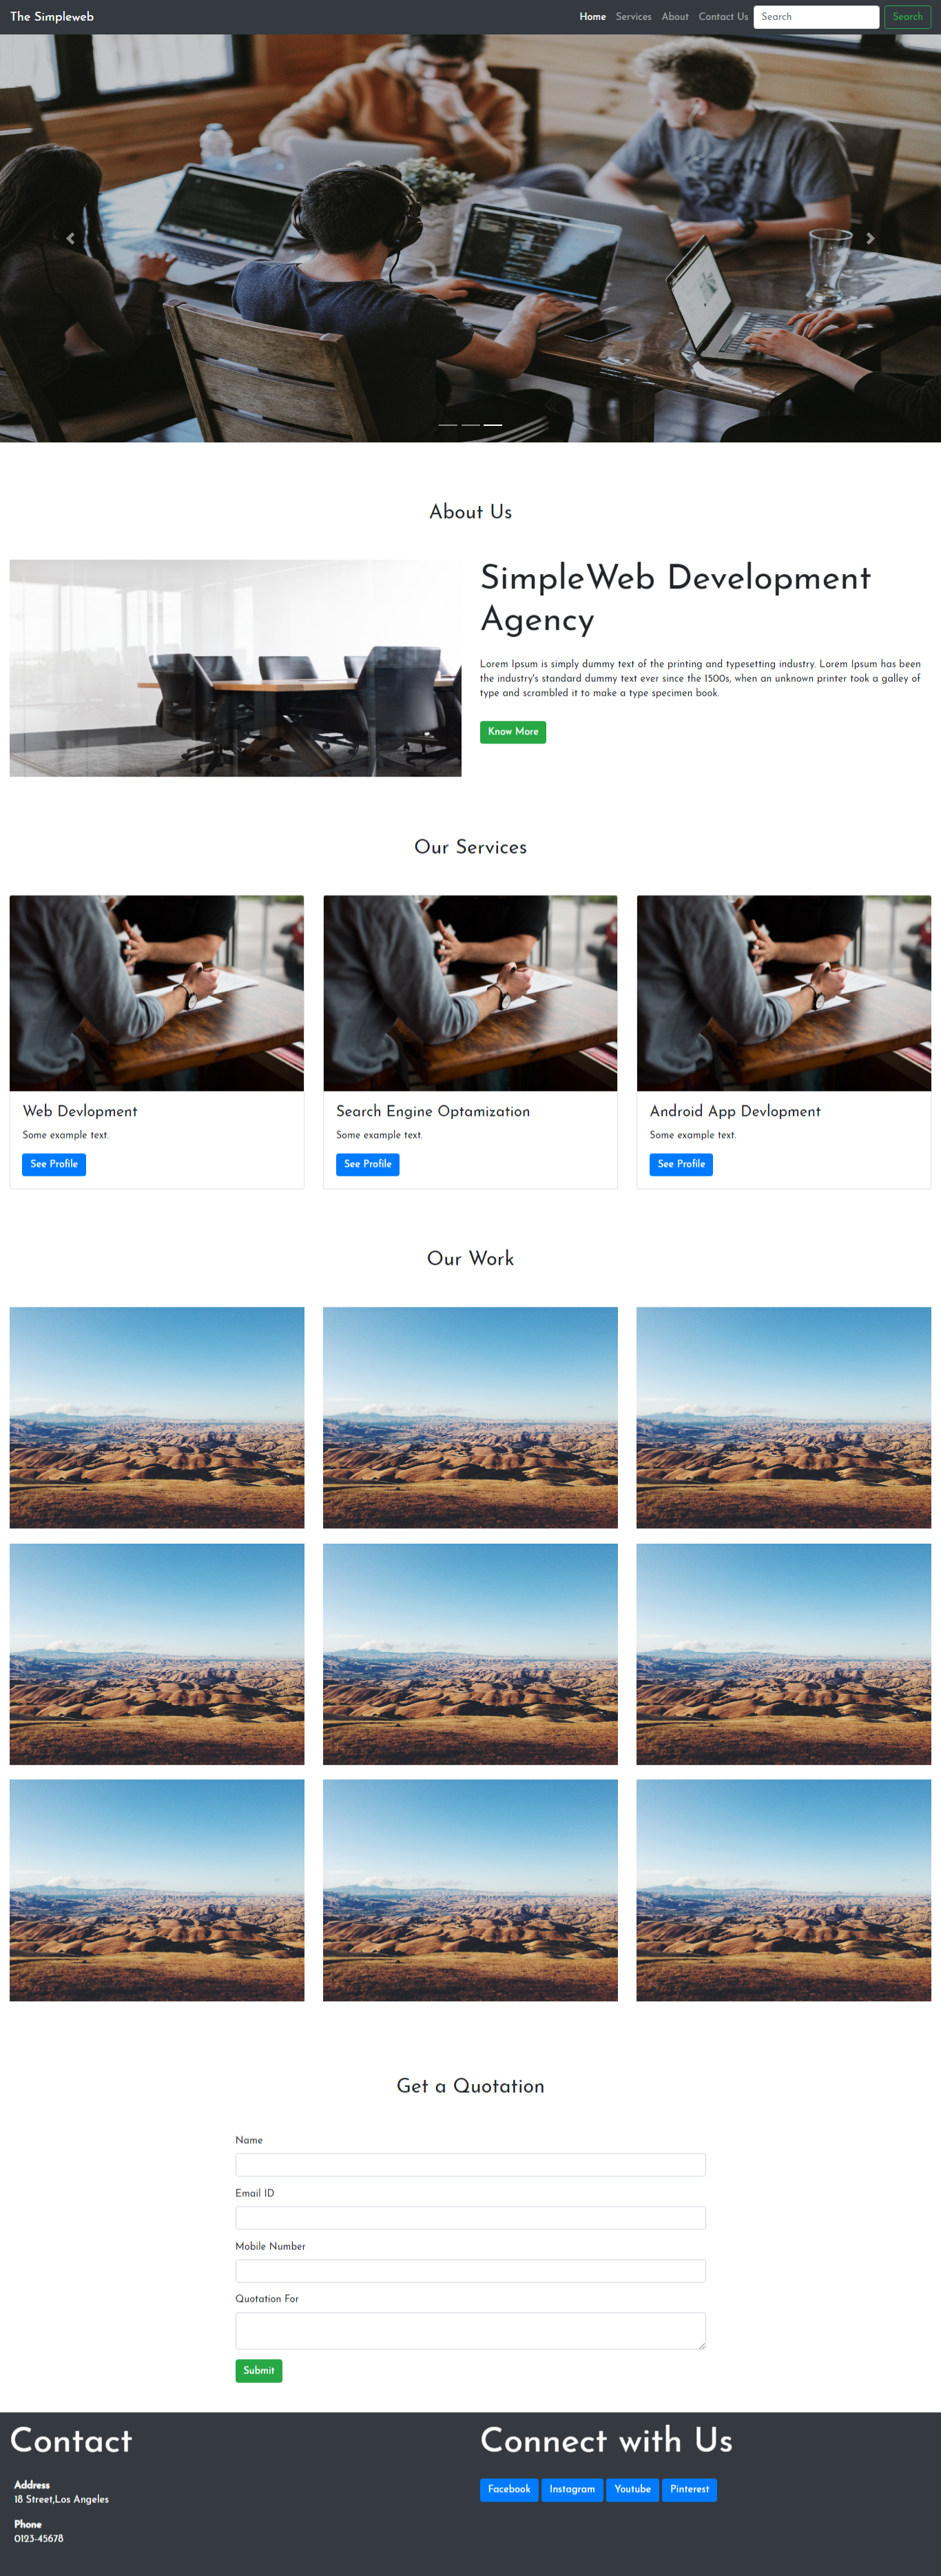 The Simpleweb
Home Services About Contact Us Search Search
About Us
SimpleWeb Development
Agency
Lorem Ipsum is simply dummy text of the printing and typesetting industry. Lorem Ipsum has been
the industry's standard dummy text ever since the 1500s, when an unknown printer took a galley of
type and scrambled it to make a type specimen book.
Know More
Our Services
Web Devlopment
Some example text.
See Profile
Search Engine Optamization
Some example text.
See Profile
Android App Devlopment
Some example text.
See Profile
Our Work
Get a Quotation
Name
Email ID
Mobile Number
Quotation For
Submit
Contact
Address
18 Street,Los Angeles
Phone
0123-45678
Connect with Us
Facebook Instagram Youtube Pinterest